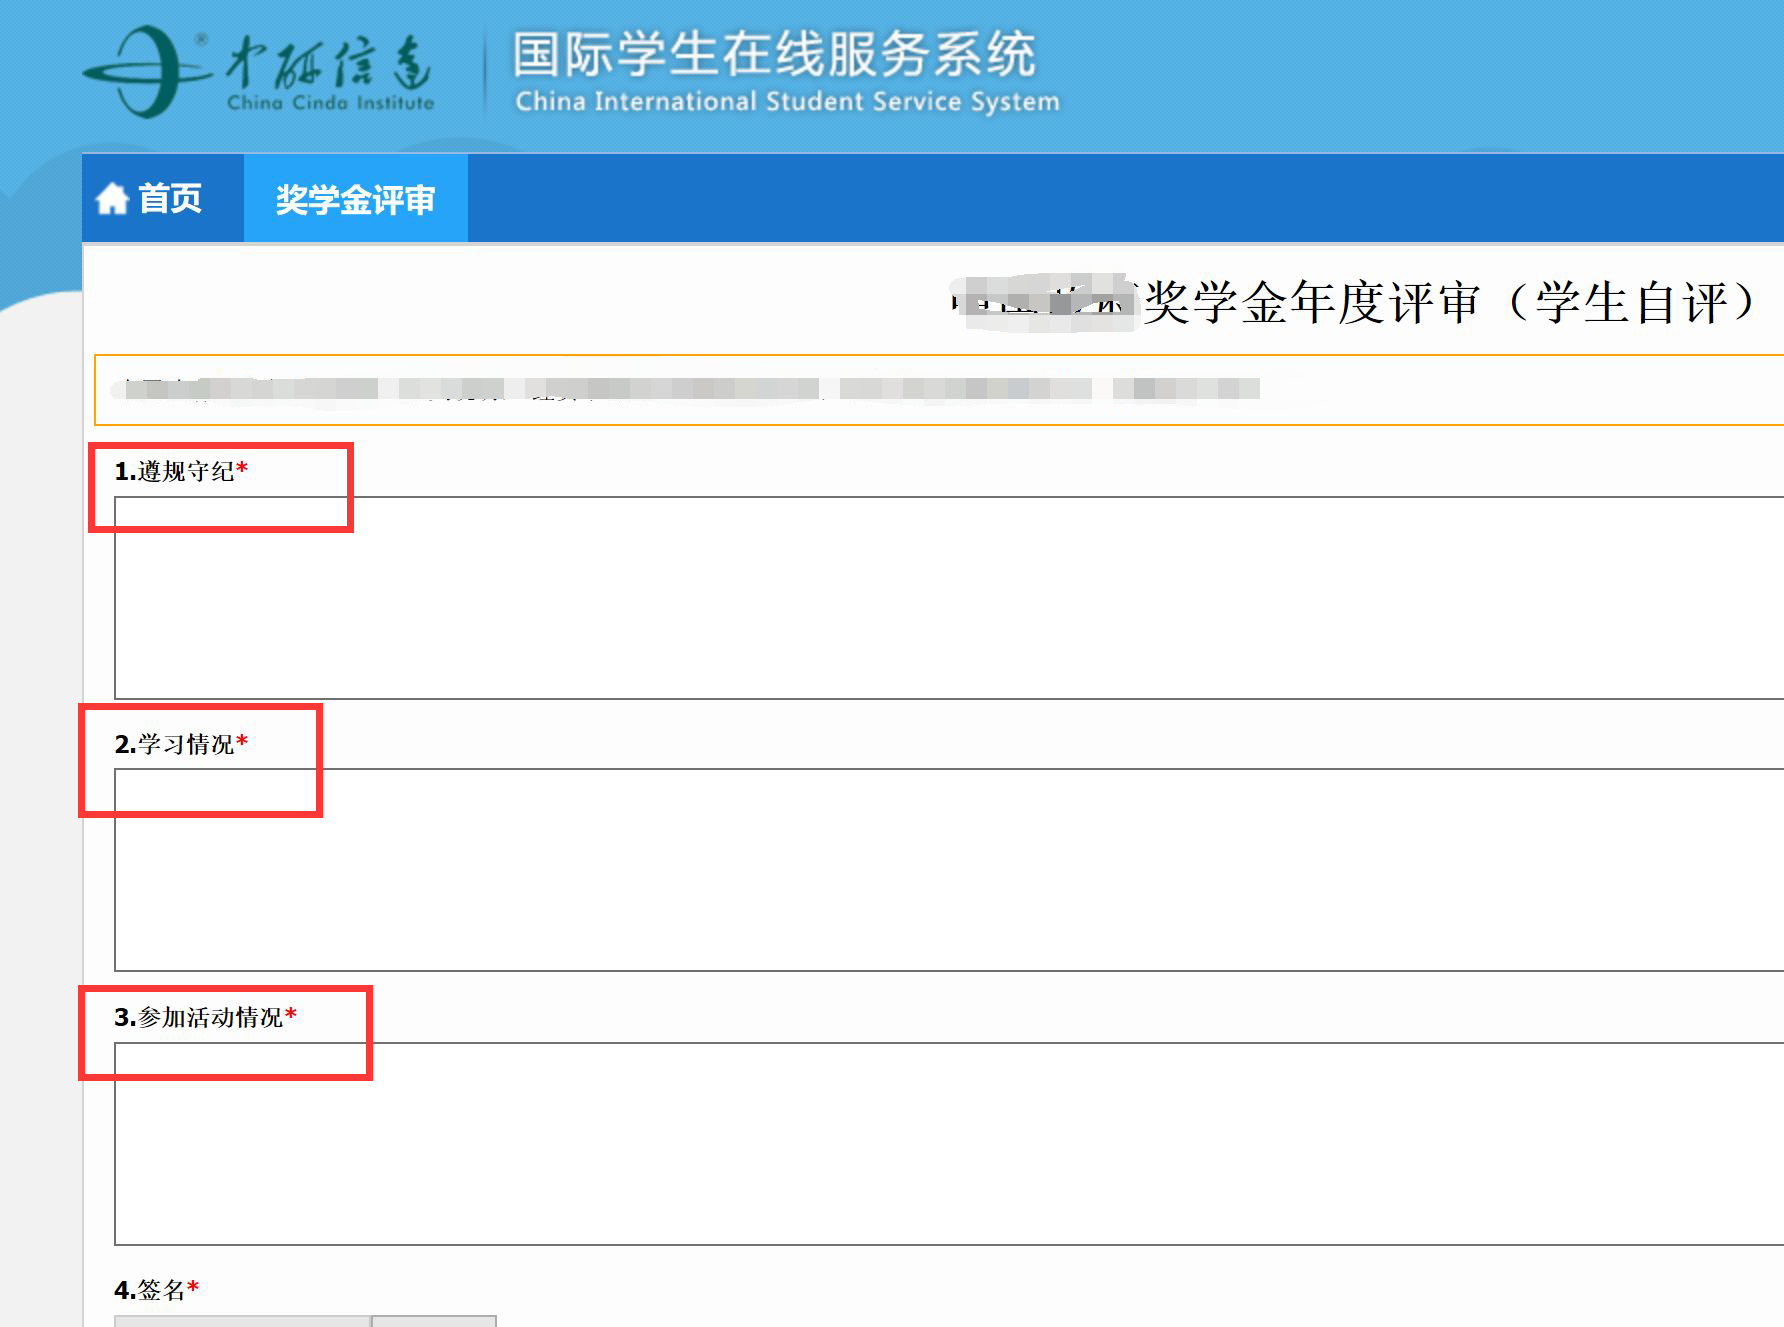 中研信达®
China Cinda Institute
国际学生在线服务系统
China International Student Service System
首页
奖学金评审
奖学金年度评审（学生自评）
1.遵规守纪*
2.学习情况*
3.参加活动情况*
4.签名*